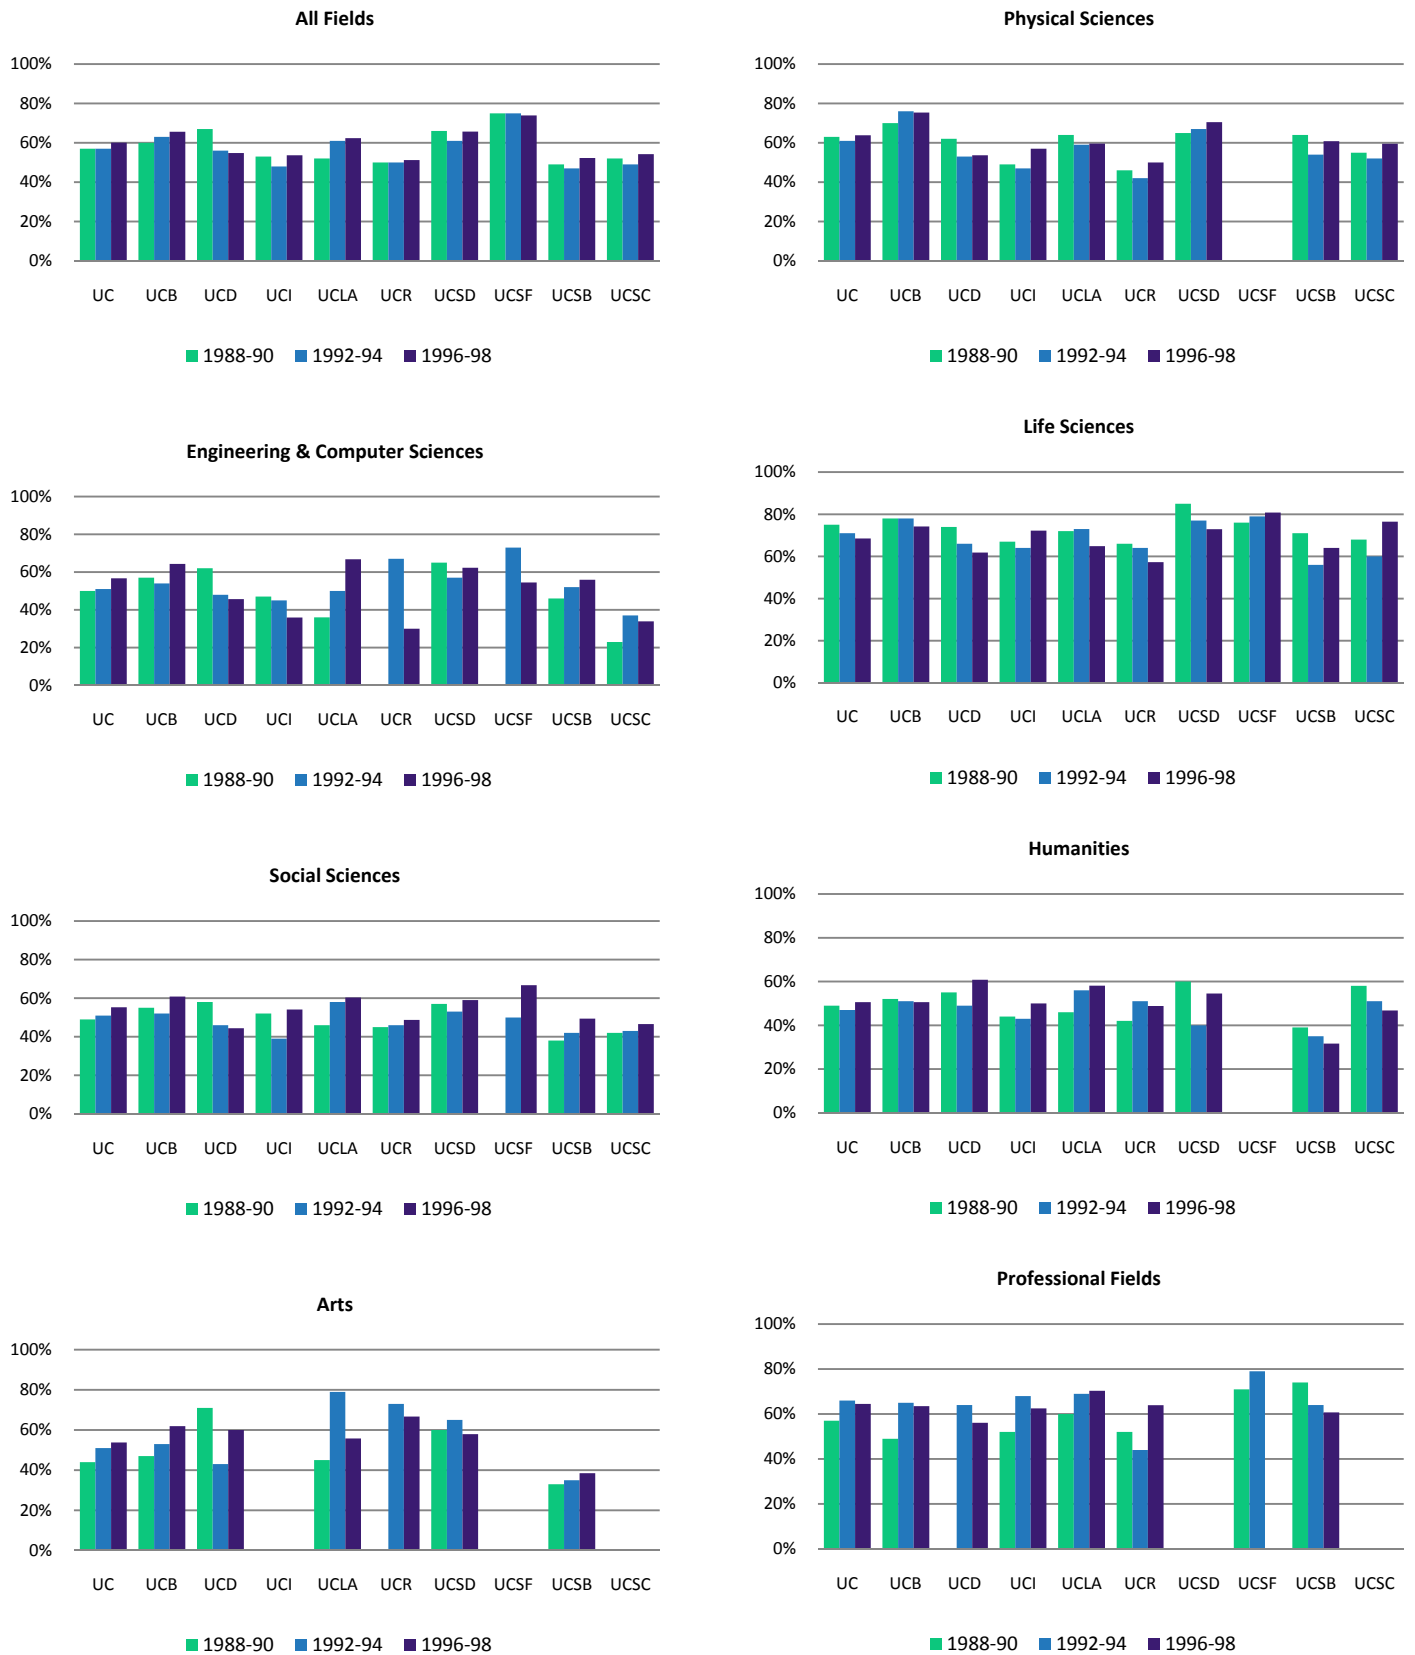 All Fields
100%
80%
60%
40%
20%
0%
UC UCB UCD UCI UCLA UCR UCSD UCSF UCSB UCSC
1988-90 1992-94 1996-98
Physical Sciences
100%
80%
60%
40%
20%
0%
UC UCB UCD UCI UCLA UCR UCSD UCSF UCSB UCSC
1988-90 1992-94 1996-98
Engineering & Computer Sciences
100%
80%
60%
40%
20%
0%
UC UCB UCD UCI UCLA UCR UCSD UCSF UCSB UCSC
1988-90 1992-94 1996-98
Life Sciences
100%
80%
60%
40%
20%
0%
UC UCB UCD UCI UCLA UCR UCSD UCSF UCSB UCSC
1988-90 1992-94 1996-98
Social Sciences
100%
80%
60%
40%
20%
0%
UC UCB UCD UCI UCLA UCR UCSD UCSF UCSB UCSC
1988-90 1992-94 1996-98
Humanities
100%
80%
60%
40%
20%
0%
UC UCB UCD UCI UCLA UCR UCSD UCSF UCSB UCSC
1988-90 1992-94 1996-98
Arts
100%
80%
60%
40%
20%
0%
UC UCB UCD UCI UCLA UCR UCSD UCSF UCSB UCSC
1988-90 1992-94 1996-98
Professional Fields
100%
80%
60%
40%
20%
0%
UC UCB UCD UCI UCLA UCR UCSD UCSF UCSB UCSC
1988-90 1992-94 1996-98